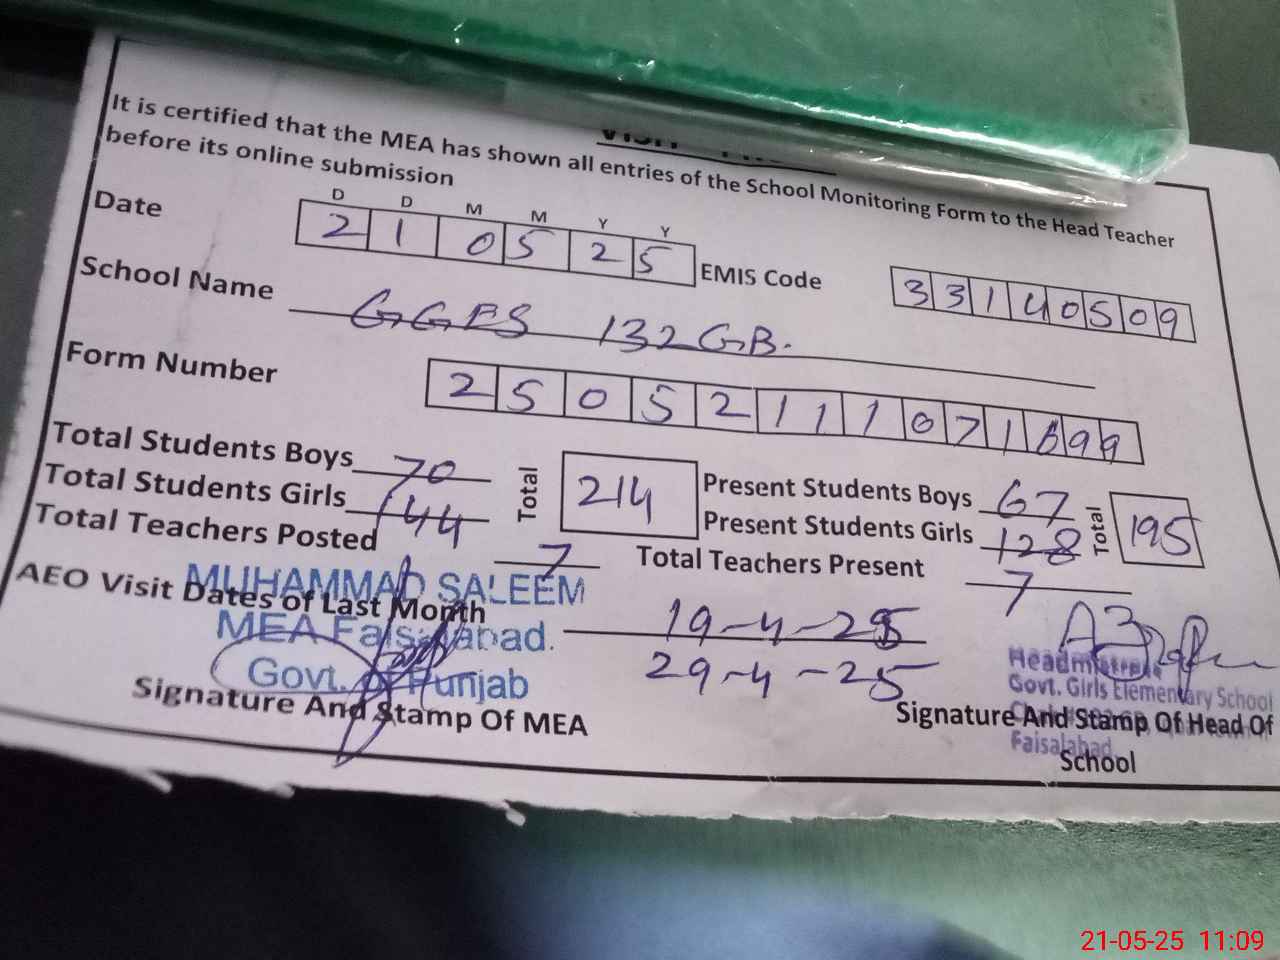 It is certified that the MEA has shown all entries of the School Monitoring Form to the Head Teacher
before its online submission
D D M M Y Y
Date 2 1 0 5 2 5 EMIS Code 3 3 1 4 0 5 0 9
School Name GGES 132 G.B.
Form Number 2 5 0 5 2 1 1 1 0 7 1 6 9 9
Total Students Boys 70 Total 214 Present Students Boys 67 Total 195
Total Students Girls 144 Present Students Girls 128
Total Teachers Posted 7 Total Teachers Present 7
AEO Visit Dates of Last Month 19-4-25
29-4-25
MUHAMMAD SALEEM
MEA Faisalabad.
Govt. of Punjab
Signature And Stamp Of MEA
Headmistress
Govt. Girls Elementary School
Faisalabad
Signature And Stamp Of Head Of
School
21-05-25 11:09